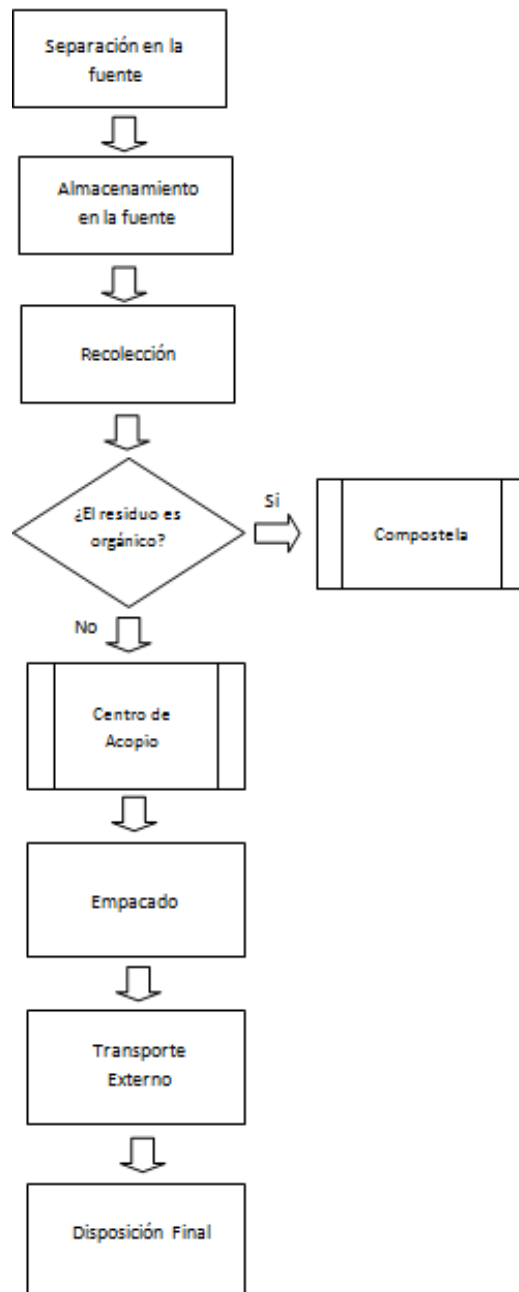 Separación en la
fuente
Almacenamiento
en la fuente
Recolección
¿El residuo es
orgánico?
Si
Compostela
No
Centro de
Acopio
Empacado
Transporte
Externo
Disposición Final